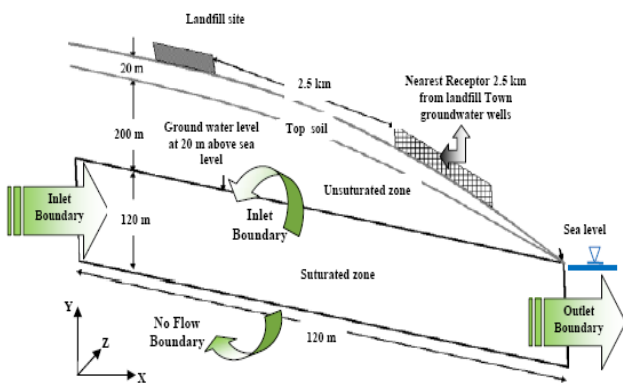 Landfill site
20 m
2.5 km
Nearest Receptor 2.5 km
from landfill Town
groundwater wells
200 m
Ground water level
at 20 m above sea
level
Top soil
Unsuturated zone
Inlet
Boundary
120 m
Inlet
Boundary
Sea level
Suturated zone
No Flow
Boundary
120 m
Outlet
Boundary
Y
Z
X